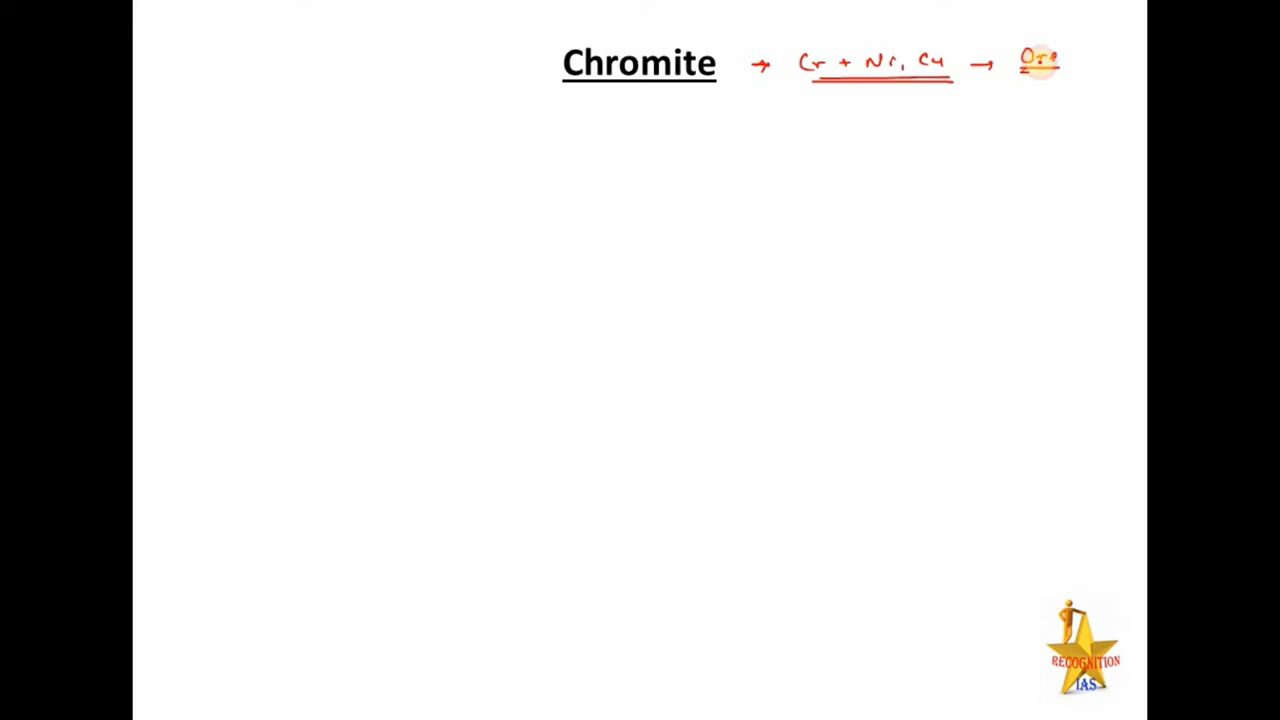 Chromite → Cr + Ni, Cu → Ore
RECOGNITION
IAS